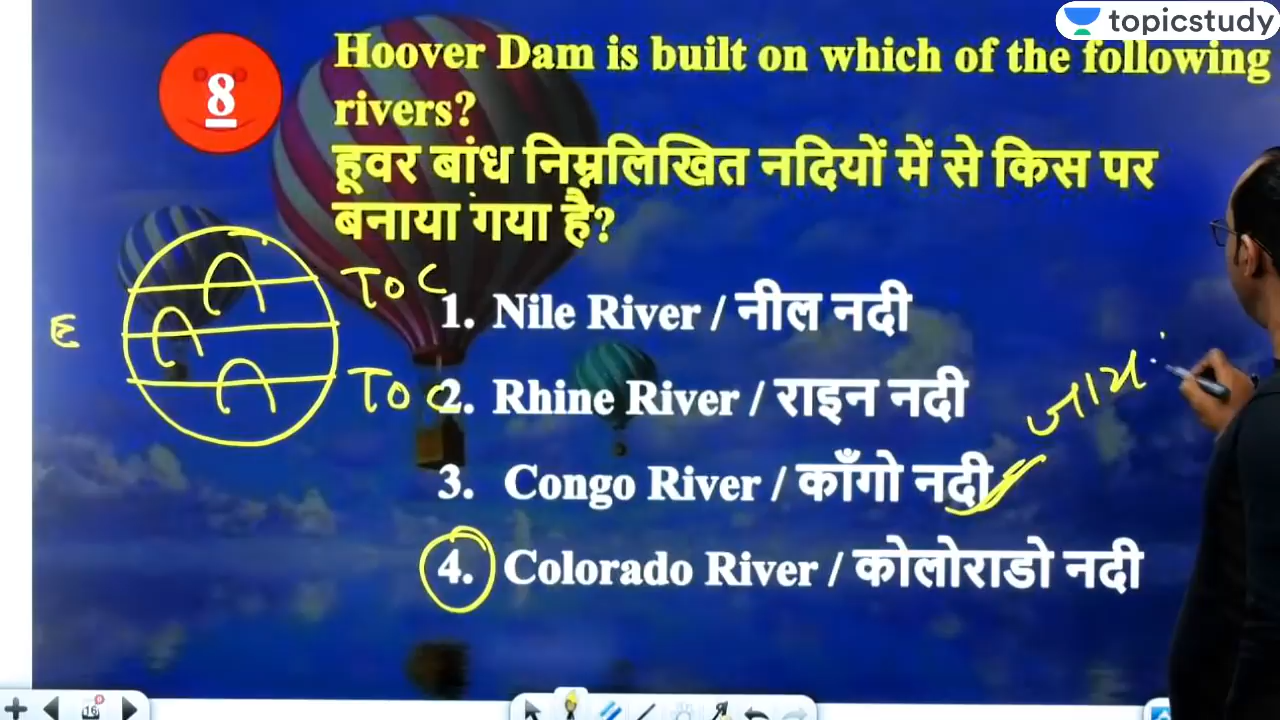 topicstudy
8
Hoover Dam is built on which of the following
rivers?
हूवर बांध निम्नलिखित नदियों में से किस पर
बनाया गया है?
TOC
1. Nile River / नील नदी
E
TOC
2. Rhine River / राइन नदी
3. Congo River / काँगो नदी
4. Colorado River / कोलोराडो नदी
16